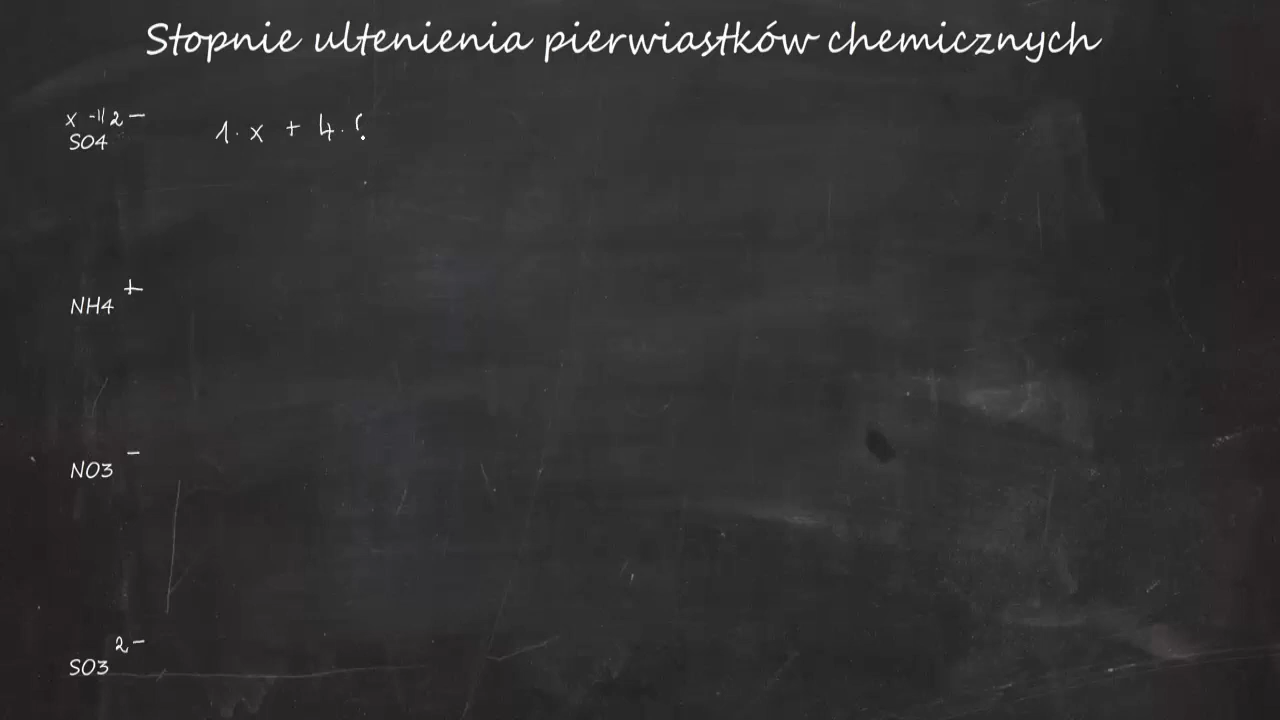 Stopnie ultenienia pierwiastków chemicznych
x -II 2-
SO4
1. x + 4. (
+
NH4
-
NO3
2-
SO3